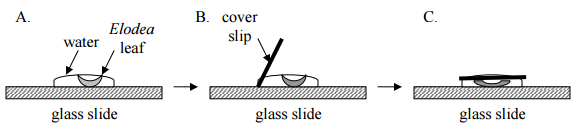 A.
water
Elodea
leaf
glass slide
B.
cover
slip
glass slide
C.
glass slide